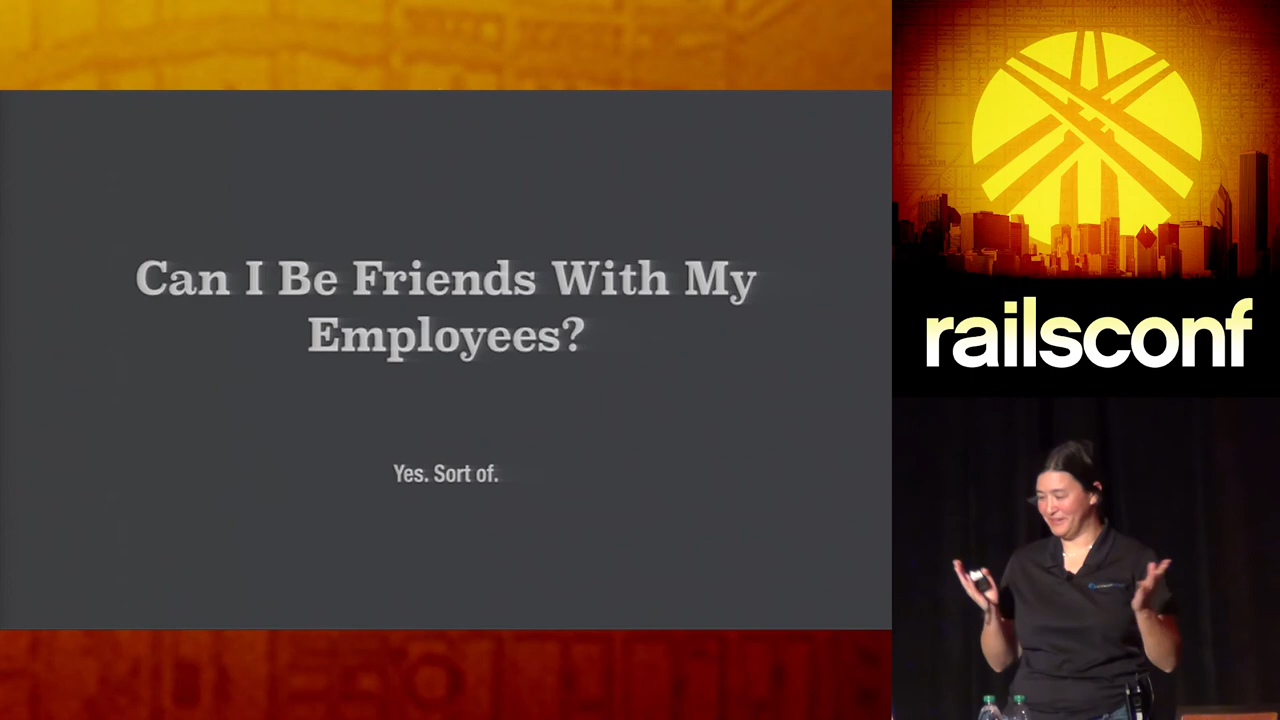 Can I Be Friends With My
Employees?
Yes. Sort of.
railsconf